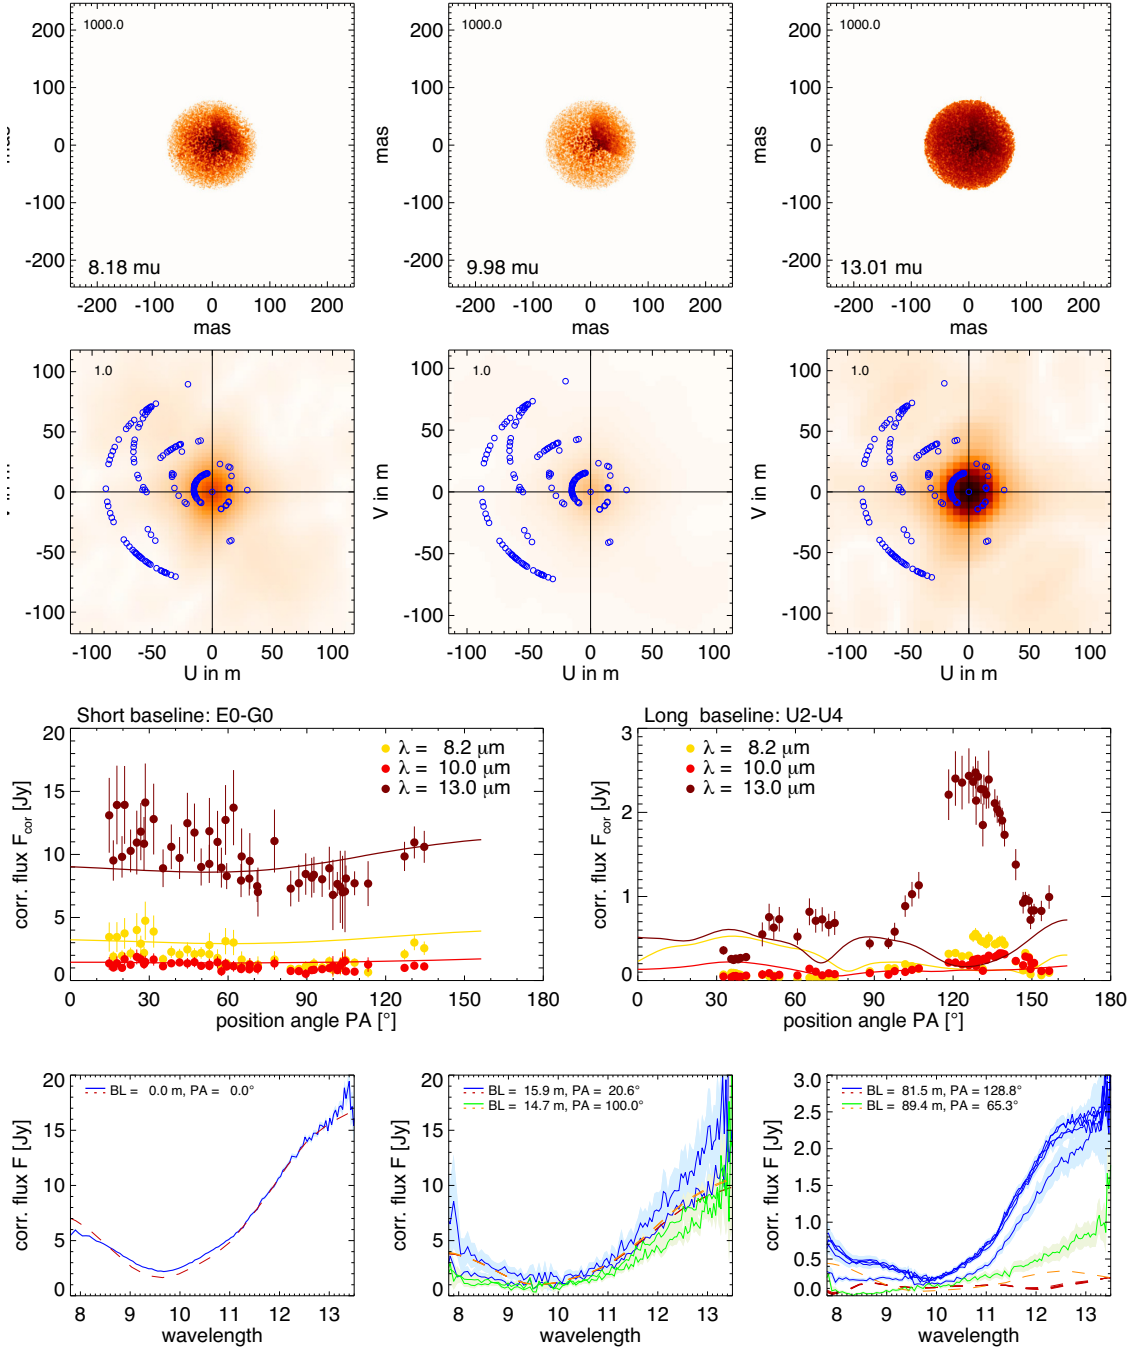 1000.0
1000.0
1000.0
200
100
0
-100
-200
mas
200
100
0
-100
-200
mas
200
100
0
-100
-200
8.18 mu
9.98 mu
13.01 mu
-200 -100 0 100 200
-200 -100 0 100 200
-200 -100 0 100 200
mas
mas
mas
1.0
1.0
1.0
100
50
0
-50
-100
V in m
100
50
0
-50
-100
V in m
100
50
0
-50
-100
-100 -50 0 50 100
-100 -50 0 50 100
-100 -50 0 50 100
U in m
U in m
U in m
Short baseline: E0-G0
λ = 8.2 μm
λ = 10.0 μm
λ = 13.0 μm
corr. flux Fcor [Jy]
20
15
10
5
0
0 30 60 90 120 150 180
position angle PA [°]
Long baseline: U2-U4
λ = 8.2 μm
λ = 10.0 μm
λ = 13.0 μm
corr. flux Fcor [Jy]
3
2
1
0
0 30 60 90 120 150 180
position angle PA [°]
BL = 0.0 m, PA = 0.0°
corr. flux F [Jy]
20
15
10
5
0
8 9 10 11 12 13
wavelength
BL = 15.9 m, PA = 20.6°
BL = 14.7 m, PA = 100.0°
corr. flux F [Jy]
20
15
10
5
0
8 9 10 11 12 13
wavelength
BL = 81.5 m, PA = 128.8°
BL = 89.4 m, PA = 65.3°
corr. flux F [Jy]
3.0
2.5
2.0
1.5
1.0
0.5
0.0
8 9 10 11 12 13
wavelength